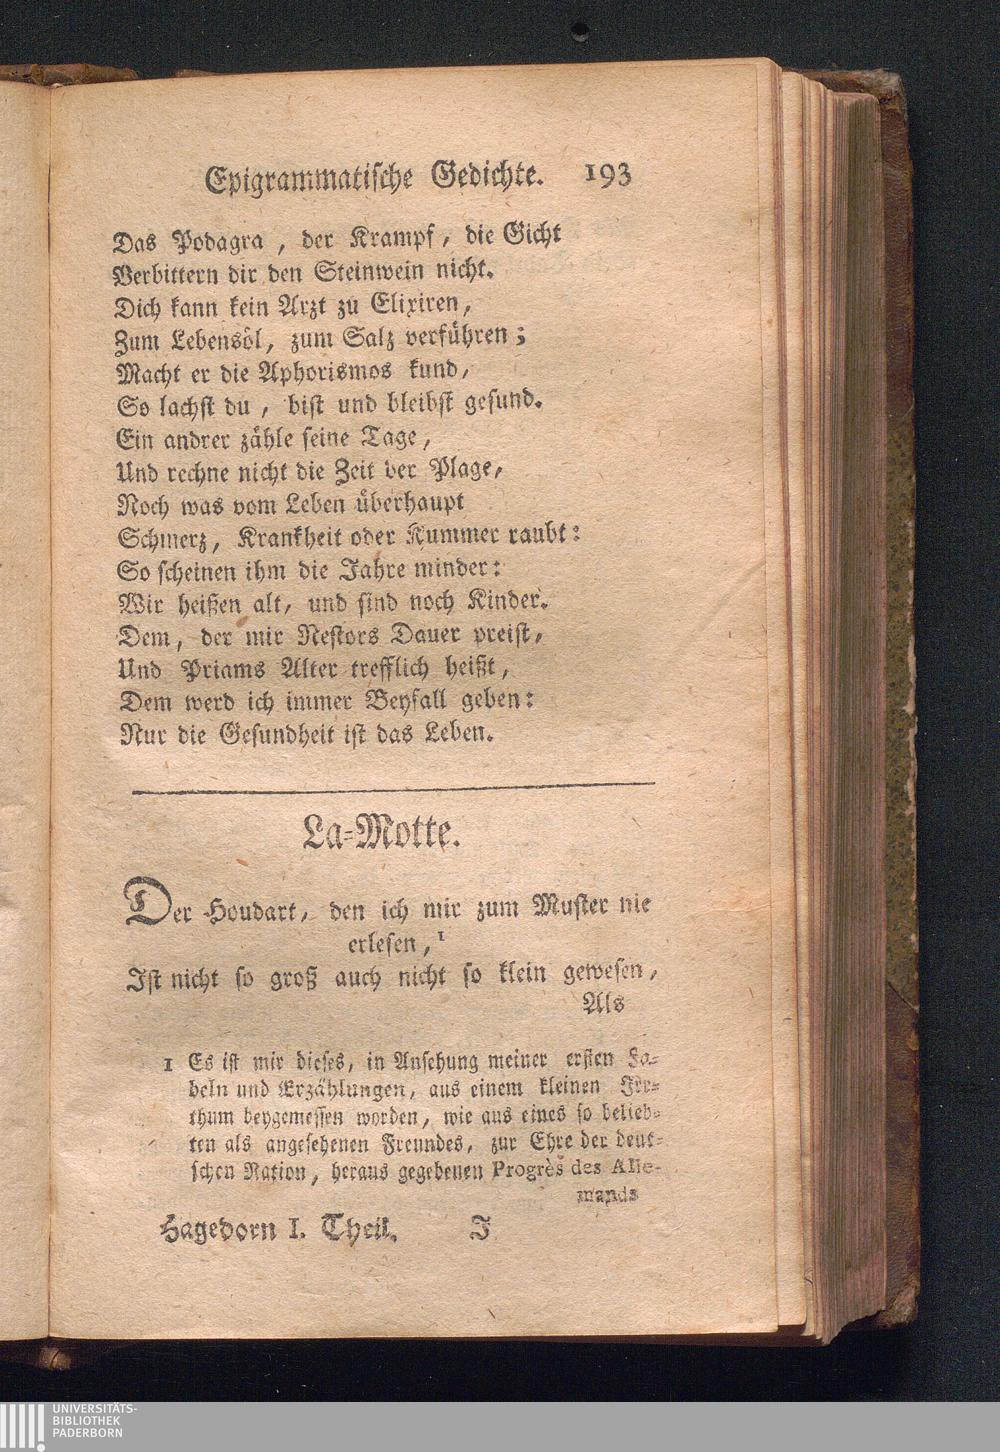 Epigrammatische Gedichte. 193
Das Podagra, der Krampf, die Gicht
Verbittern dir den Steinwein nicht.
Dich kann kein Arzt zu Elixiren,
Zum Lebensöl, zum Salz verführen;
Macht er die Aphorismos kund,
So lachst du, bist und bleibst gesund.
Ein andrer zähle seine Tage,
Und rechne nicht die Zeit der Plage,
Noch was vom Leben überhaupt
Schmerz, Krankheit oder Kummer raubt:
So scheinen ihm die Jahre minder:
Wir heißen alt, und sind noch Kinder.
Dem, der mir Nestors Dauer preist,
Und Priams Alter trefflich heißt,
Dem werd ich immer Beyfall geben:
Nur die Gesundheit ist das Leben.
La-Motte.
Der Houdart, den ich mir zum Muster nie
erlesen, 1
Ist nicht so groß auch nicht so klein gewesen,
Als
1 Es ist mir dieses, in Ansehung meiner ersten Fa-
beln und Erzählungen, aus einem kleinen Irr-
thum beygemessen worden, wie aus eines so belieb-
ten als angesehenen Freundes, zur Ehre der deut-
schen Nation, heraus gegebenen Progrès des Alle-
mands
Hagedorn I. Theil. I
UNIVERSITÄTS-
BIBLIOTHEK
PADERBORN